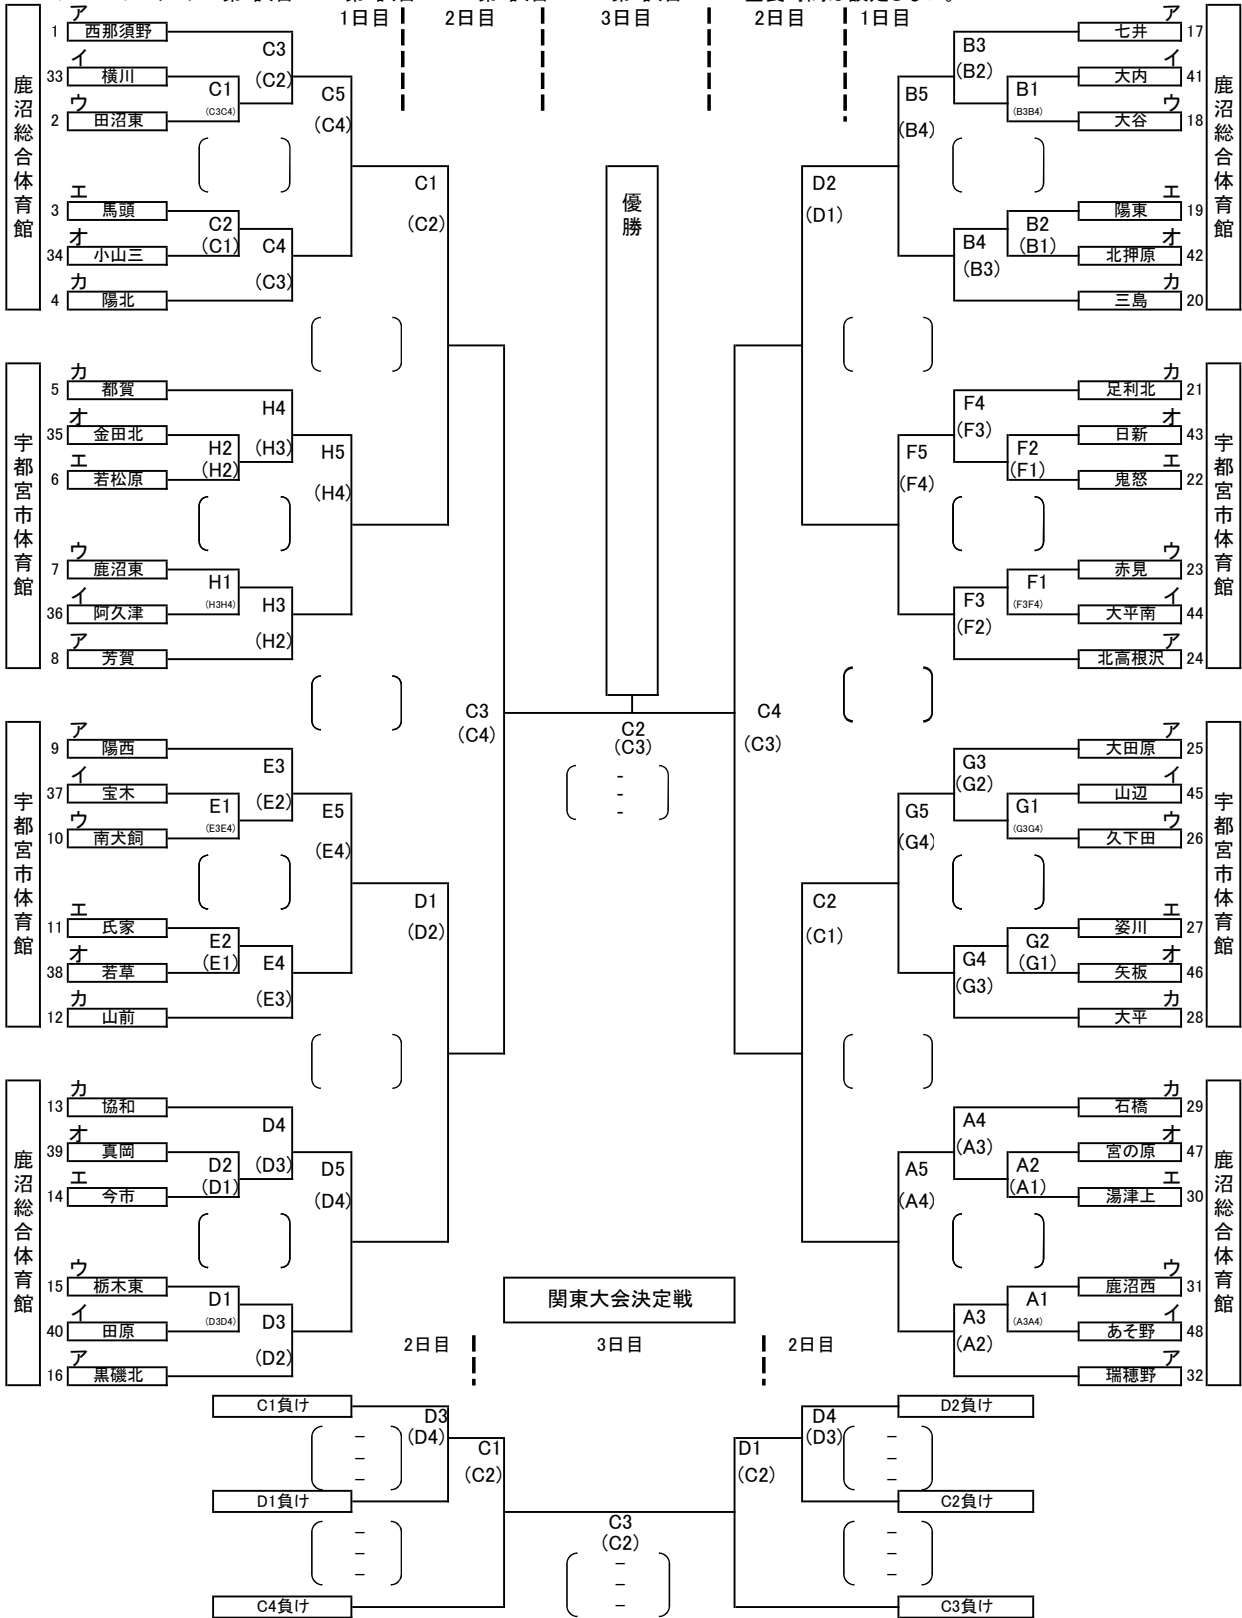 1日目 2日目 3日目 2日目 1日目
鹿沼総合体育館
ア
1 西那須野
イ
33 横川
ウ
2 田沼東
エ
3 馬頭
オ
34 小山三
カ
4 陽北
C3
(C2)
C1
(C3C4)
C5
(C4)
C2
(C1)
C4
(C3)
C1
(C2)
宇都宮市体育館
カ
5 都賀
オ
35 金田北
エ
6 若松原
ウ
7 鹿沼東
イ
36 阿久津
ア
8 芳賀
H4
(H3)
H2
(H2)
H5
(H4)
H1
(H3H4)
H3
(H2)
C3
(C4)
宇都宮市体育館
ア
9 陽西
イ
37 宝木
ウ
10 南犬飼
エ
11 氏家
オ
38 若草
カ
12 山前
E3
(E2)
E1
(E3E4)
E5
(E4)
E2
(E1)
E4
(E3)
D1
(D2)
鹿沼総合体育館
カ
13 協和
オ
39 真岡
エ
14 今市
ウ
15 栃木東
イ
40 田原
ア
16 黒磯北
D4
(D3)
D2
(D1)
D5
(D4)
D1
(D3D4)
D3
(D2)
優勝
C2
(C3)
-
-
-
鹿沼総合体育館
ア
七井 17
イ
大内 41
ウ
大谷 18
エ
陽東 19
オ
北押原 42
カ
三島 20
B3
(B2)
B1
(B3B4)
B5
(B4)
B2
(B1)
B4
(B3)
D2
(D1)
宇都宮市体育館
カ
足利北 21
オ
日新 43
エ
鬼怒 22
ウ
赤見 23
イ
大平南 44
ア
北高根沢 24
F4
(F3)
F2
(F1)
F5
(F4)
F1
(F3F4)
F3
(F2)
C4
(C3)
宇都宮市体育館
ア
大田原 25
イ
山辺 45
ウ
久下田 26
エ
姿川 27
オ
矢板 46
カ
大平 28
G3
(G2)
G1
(G3G4)
G5
(G4)
G2
(G1)
G4
(G3)
C2
(C1)
鹿沼総合体育館
カ
石橋 29
オ
宮の原 47
エ
湯津上 30
ウ
鹿沼西 31
イ
あそ野 48
ア
瑞穂野 32
A4
(A3)
A2
(A1)
A5
(A4)
A1
(A3A4)
A3
(A2)
関東大会決定戦
2日目 3日目 2日目
C1負け
D3
(D4)
-
-
-
D1負け
C1
(C2)
-
-
-
C4負け
C3
(C2)
-
-
-
D2負け
D4
(D3)
-
-
-
C2負け
D1
(C2)
-
-
-
C3負け